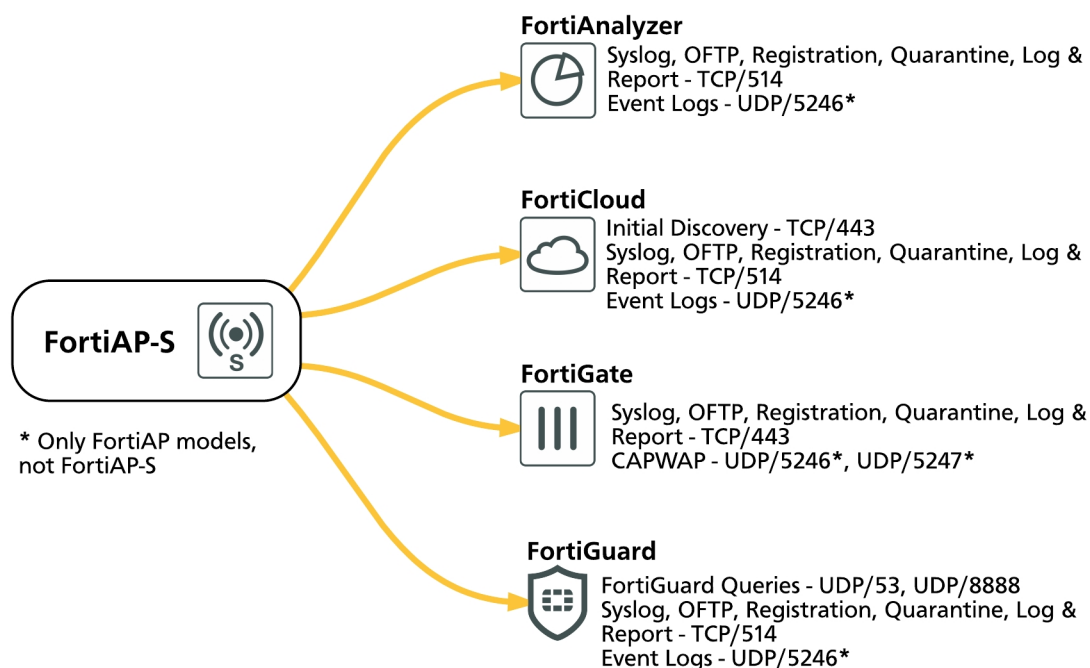 FortiAnalyzer
Syslog, OFTP, Registration, Quarantine, Log &
Report - TCP/514
Event Logs - UDP/5246*
FortiCloud
Initial Discovery - TCP/443
Syslog, OFTP, Registration, Quarantine, Log &
Report - TCP/514
Event Logs - UDP/5246*
FortiAP-S
S
* Only FortiAP models,
not FortiAP-S
FortiGate
Syslog, OFTP, Registration, Quarantine, Log &
Report - TCP/443
CAPWAP - UDP/5246*, UDP/5247*
FortiGuard
FortiGuard Queries - UDP/53, UDP/8888
Syslog, OFTP, Registration, Quarantine, Log &
Report - TCP/514
Event Logs - UDP/5246*